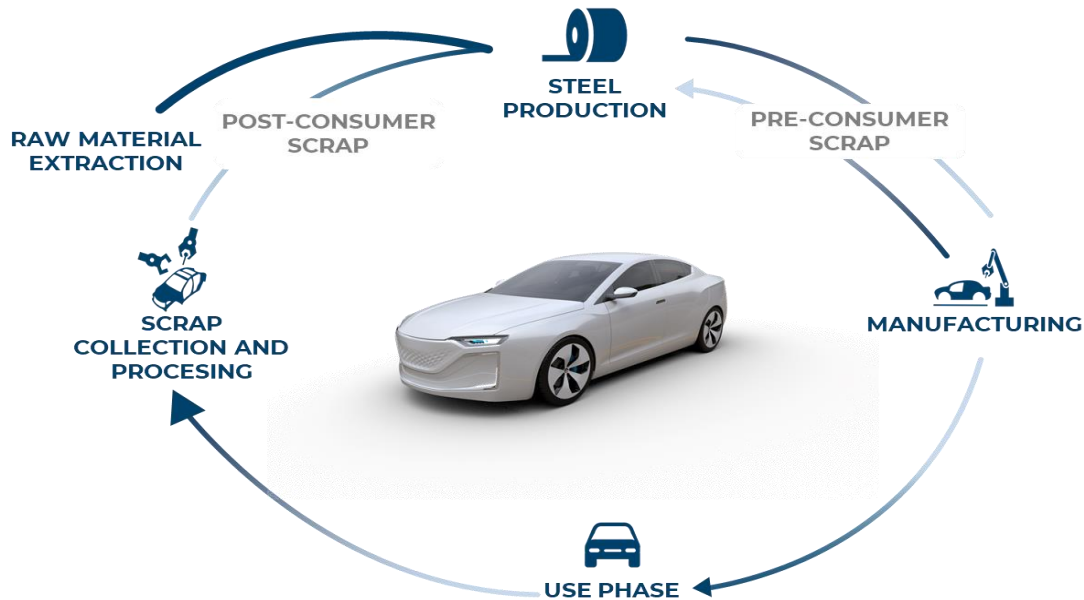 STEEL
PRODUCTION
RAW MATERIAL
EXTRACTION
POST-CONSUMER
SCRAP
PRE-CONSUMER
SCRAP
SCRAP
COLLECTION AND
PROCESING
MANUFACTURING
USE PHASE